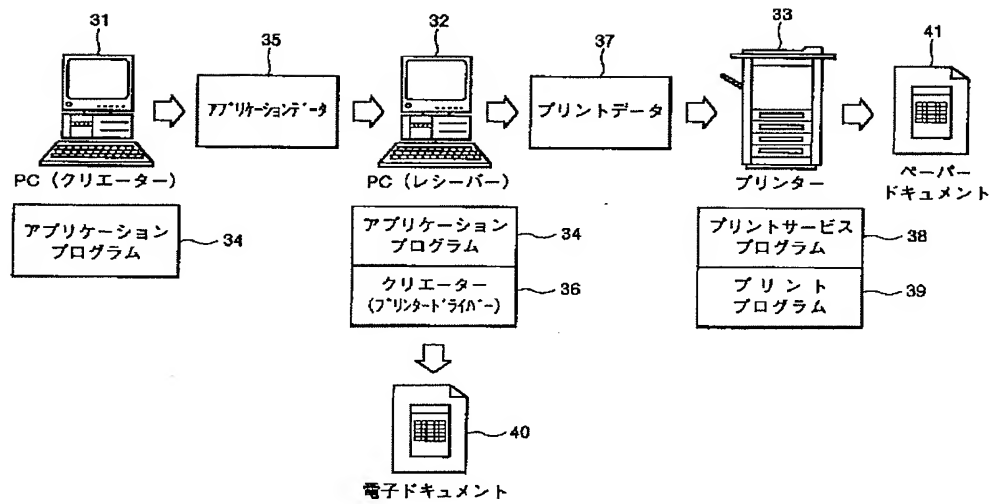 31
35
32
37
33
41
アプリケーションデータ
プリントデータ
PC（クリエーター）
PC（レシーバー）
プリンター
ペーパー
ドキュメント
アプリケーション
プログラム
34
アプリケーション
プログラム
34
クリエーター
（プリンタードライバー）
36
プリントサービス
プログラム
38
プリント
プログラム
39
40
電子ドキュメント